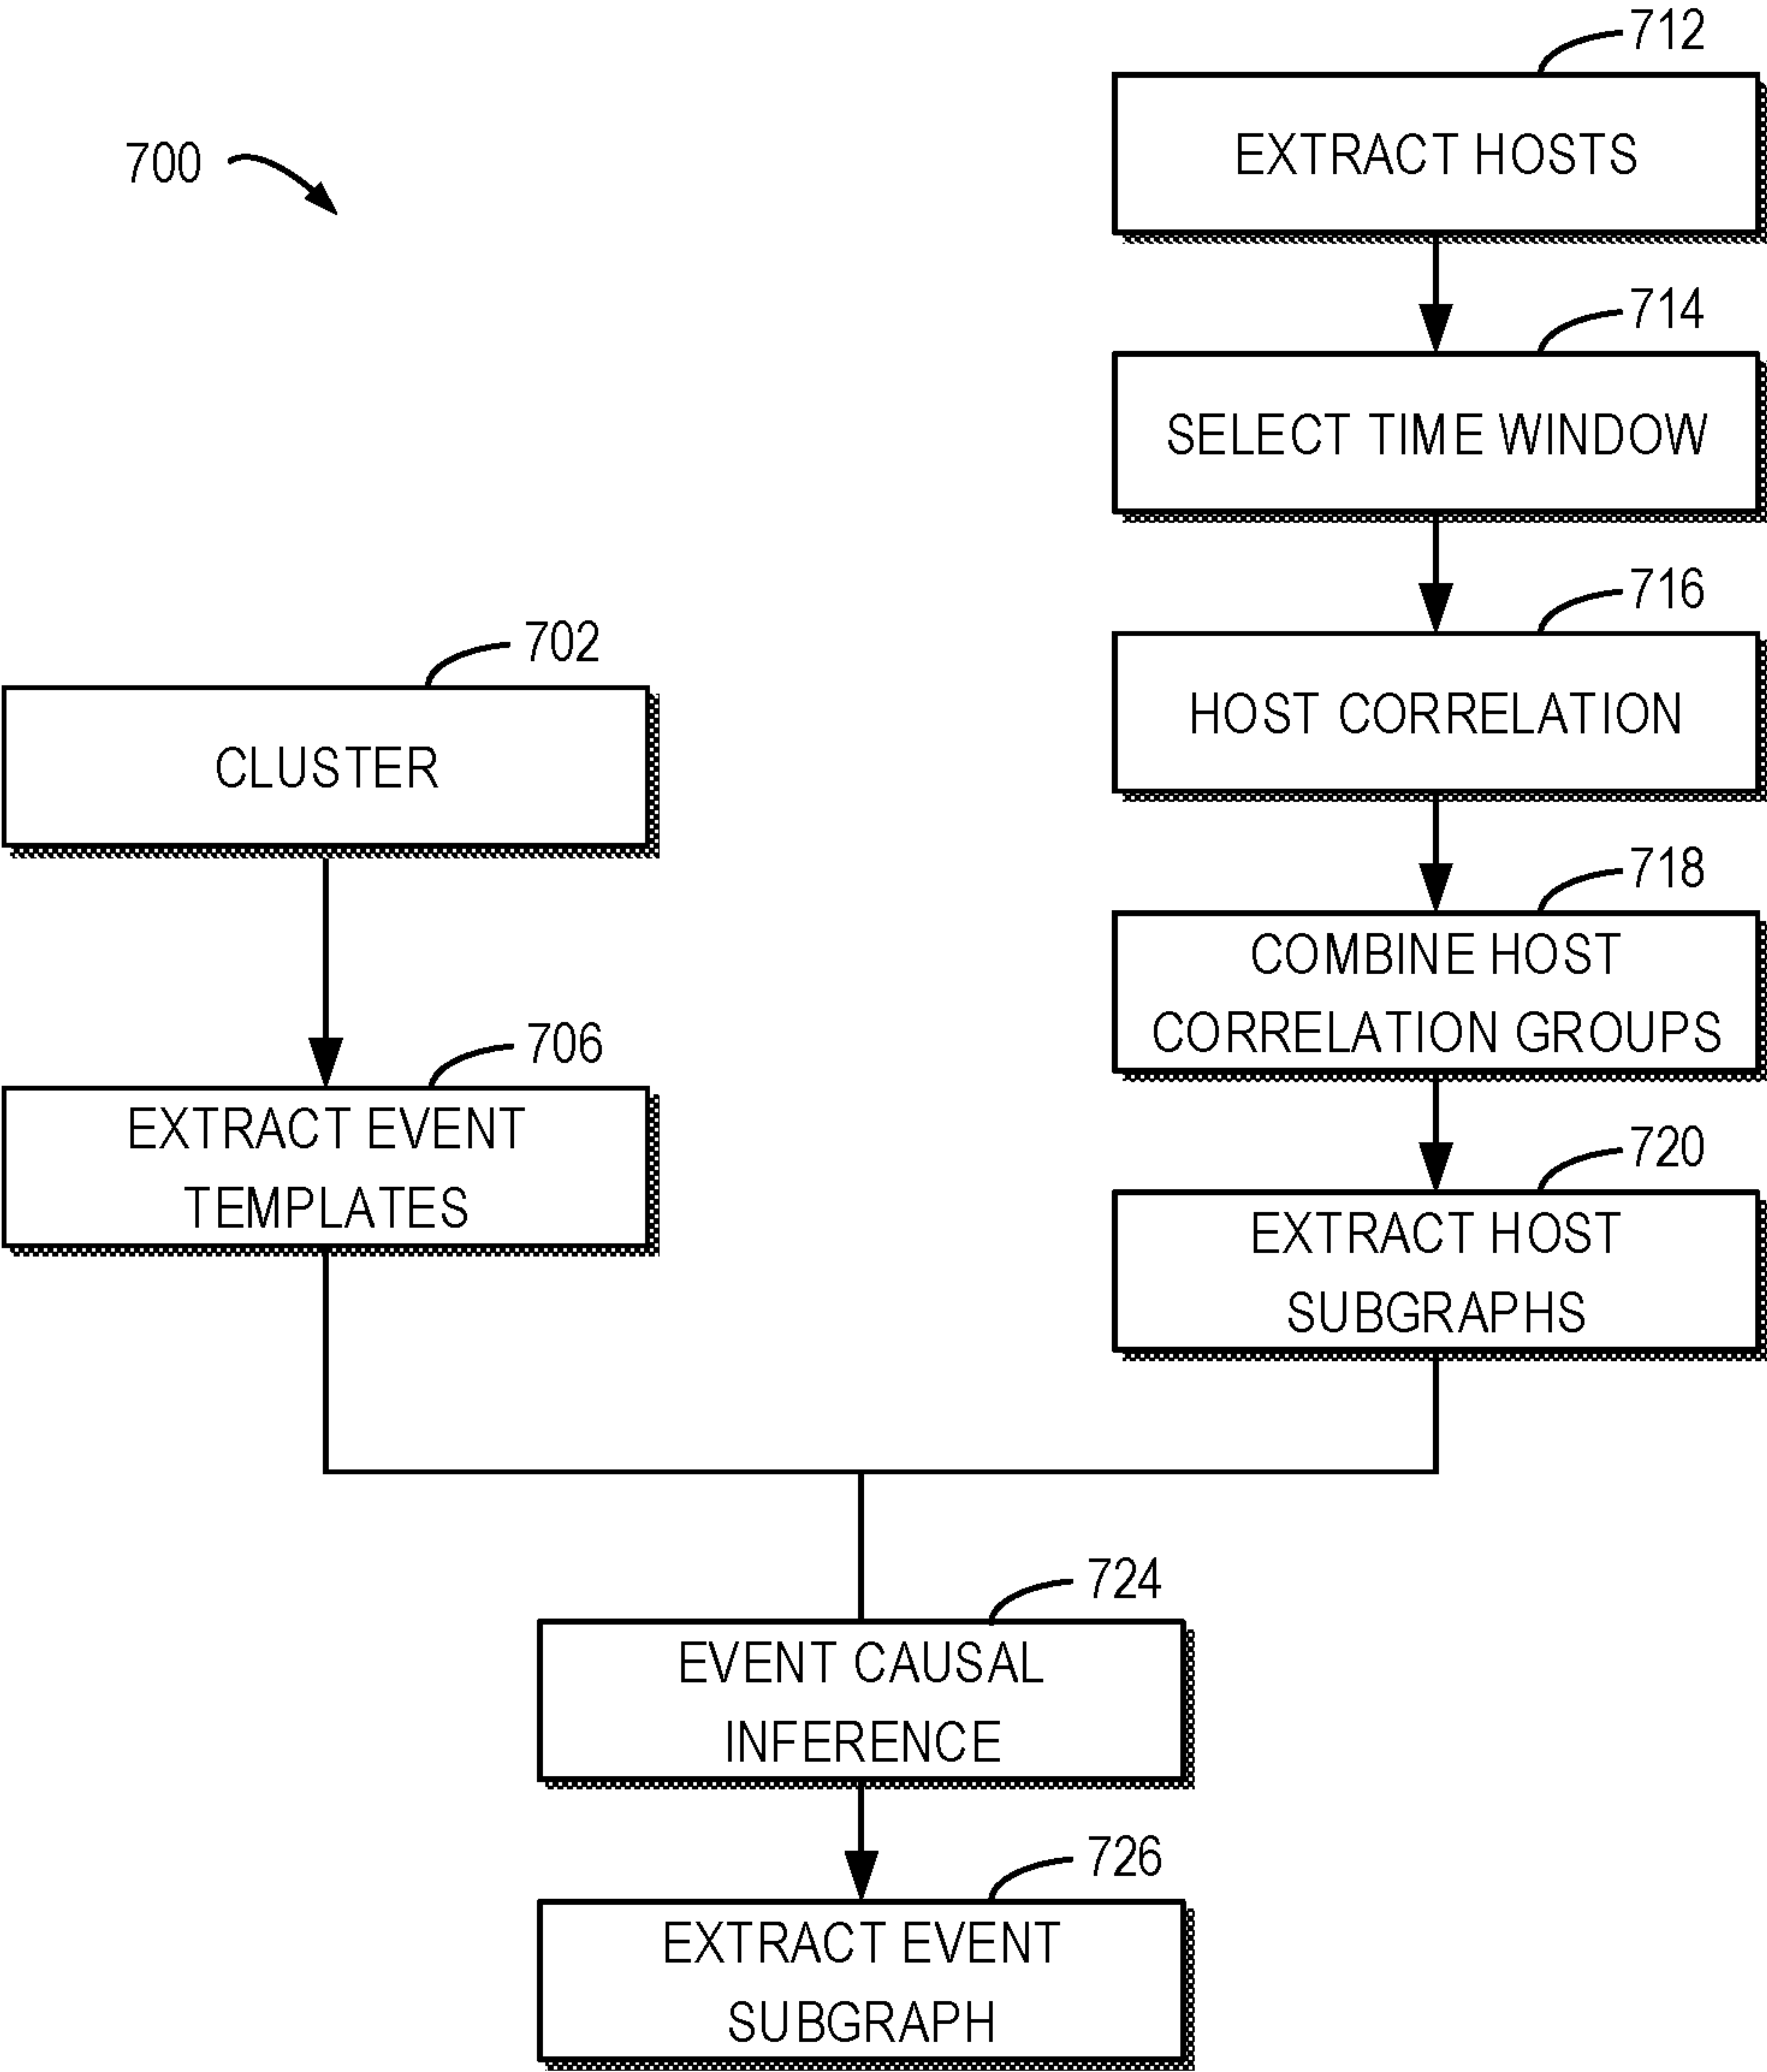 700
712
EXTRACT HOSTS
714
SELECT TIME WINDOW
716
HOST CORRELATION
718
COMBINE HOST
CORRELATION GROUPS
720
EXTRACT HOST
SUBGRAPHS
702
CLUSTER
706
EXTRACT EVENT
TEMPLATES
724
EVENT CAUSAL
INFERENCE
726
EXTRACT EVENT
SUBGRAPH